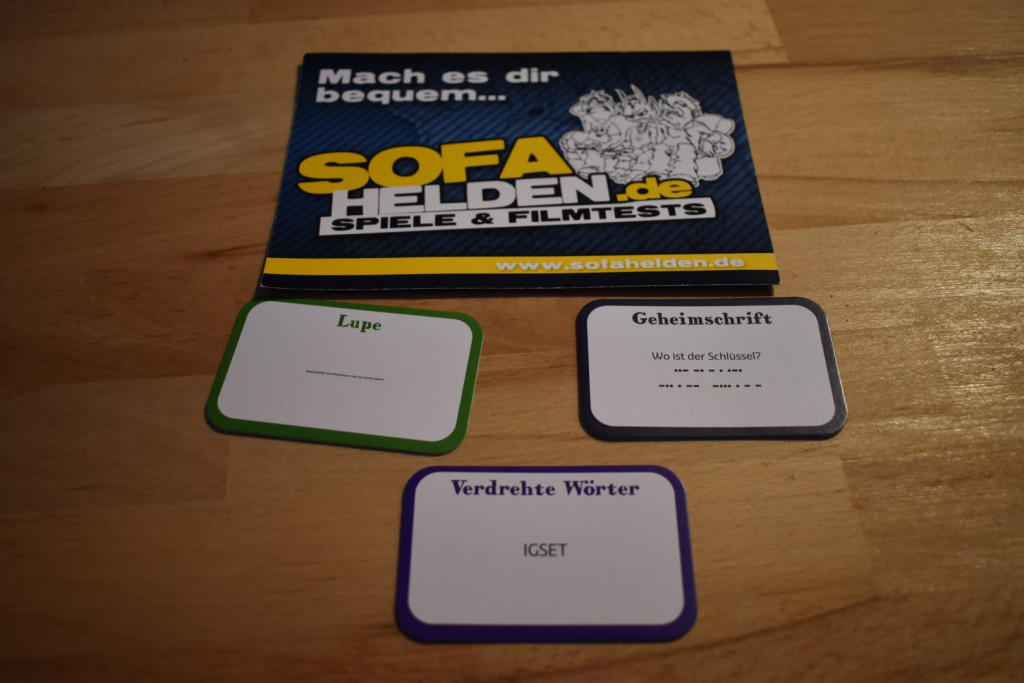 Mach es dir
bequem...
SOFA
HELDEN.de
SPIELE & FILMTESTS
www.sofahelden.de
Lupe
Geheimschrift
Wo ist der Schlüssel?
••– –• – • •–•
–•• • –– –••• • – –
Verdrehte Wörter
IGSET